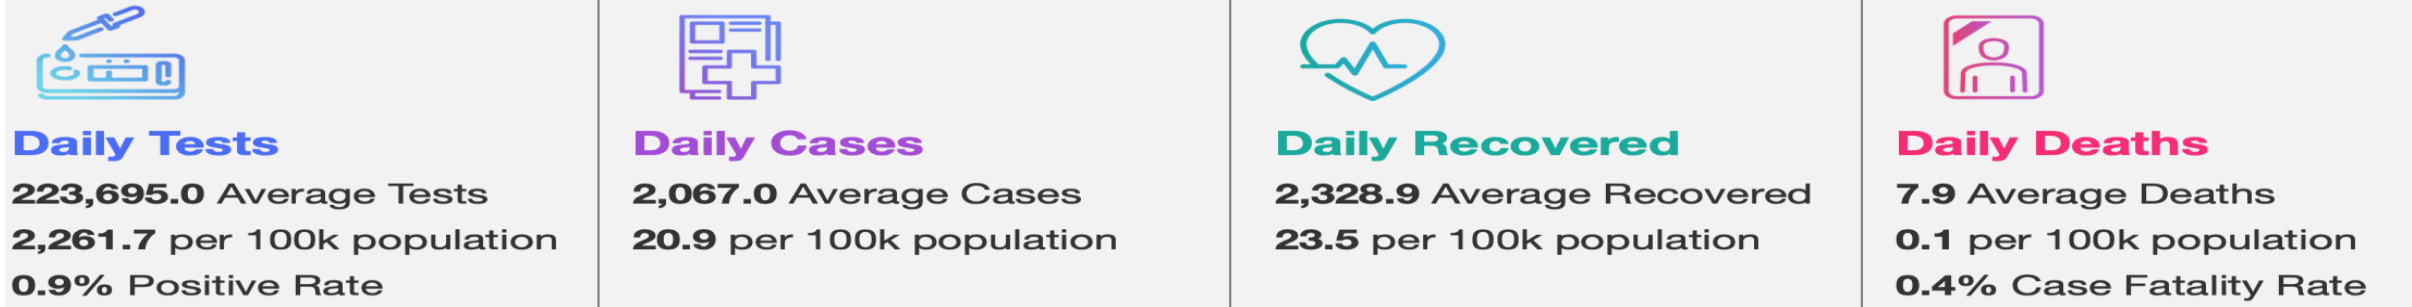 Daily Tests
223,695.0 Average Tests
2,261.7 per 100k population
0.9% Positive Rate
Daily Cases
2,067.0 Average Cases
20.9 per 100k population
Daily Recovered
2,328.9 Average Recovered
23.5 per 100k population
Daily Deaths
7.9 Average Deaths
0.1 per 100k population
0.4% Case Fatality Rate